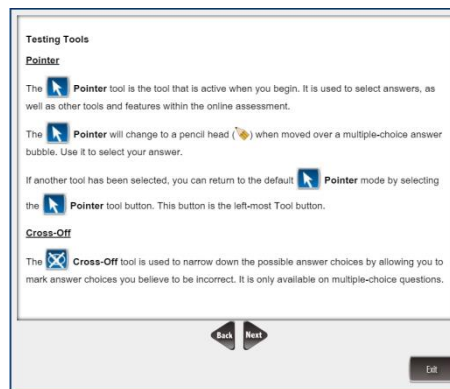 Testing Tools
Pointer
The Pointer tool is the tool that is active when you begin. It is used to select answers, as
well as other tools and features within the online assessment.
The Pointer will change to a pencil head ( ) when moved over a multiple-choice answer
bubble. Use it to select your answer.
If another tool has been selected, you can return to the default Pointer mode by selecting
the Pointer tool button. This button is the left-most Tool button.
Cross-Off
The Cross-Off tool is used to narrow down the possible answer choices by allowing you to
mark answer choices you believe to be incorrect. It is only available on multiple-choice questions.
Back Next
Exit